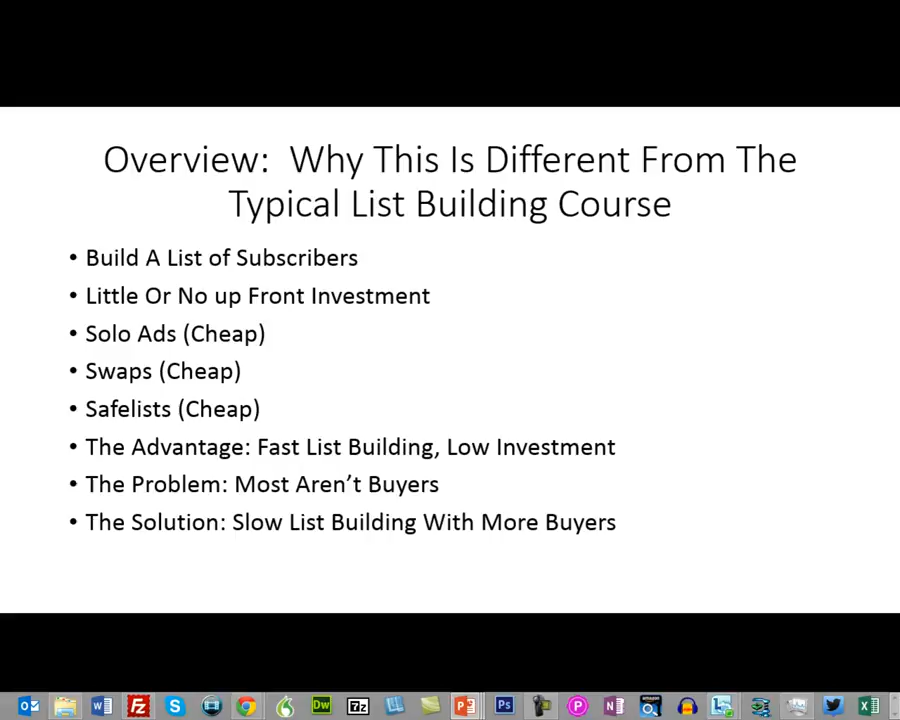 Overview:  Why This Is Different From The
Typical List Building Course
• Build A List of Subscribers
• Little Or No up Front Investment
• Solo Ads (Cheap)
• Swaps (Cheap)
• Safelists (Cheap)
• The Advantage: Fast List Building, Low Investment
• The Problem: Most Aren't Buyers
• The Solution: Slow List Building With More Buyers